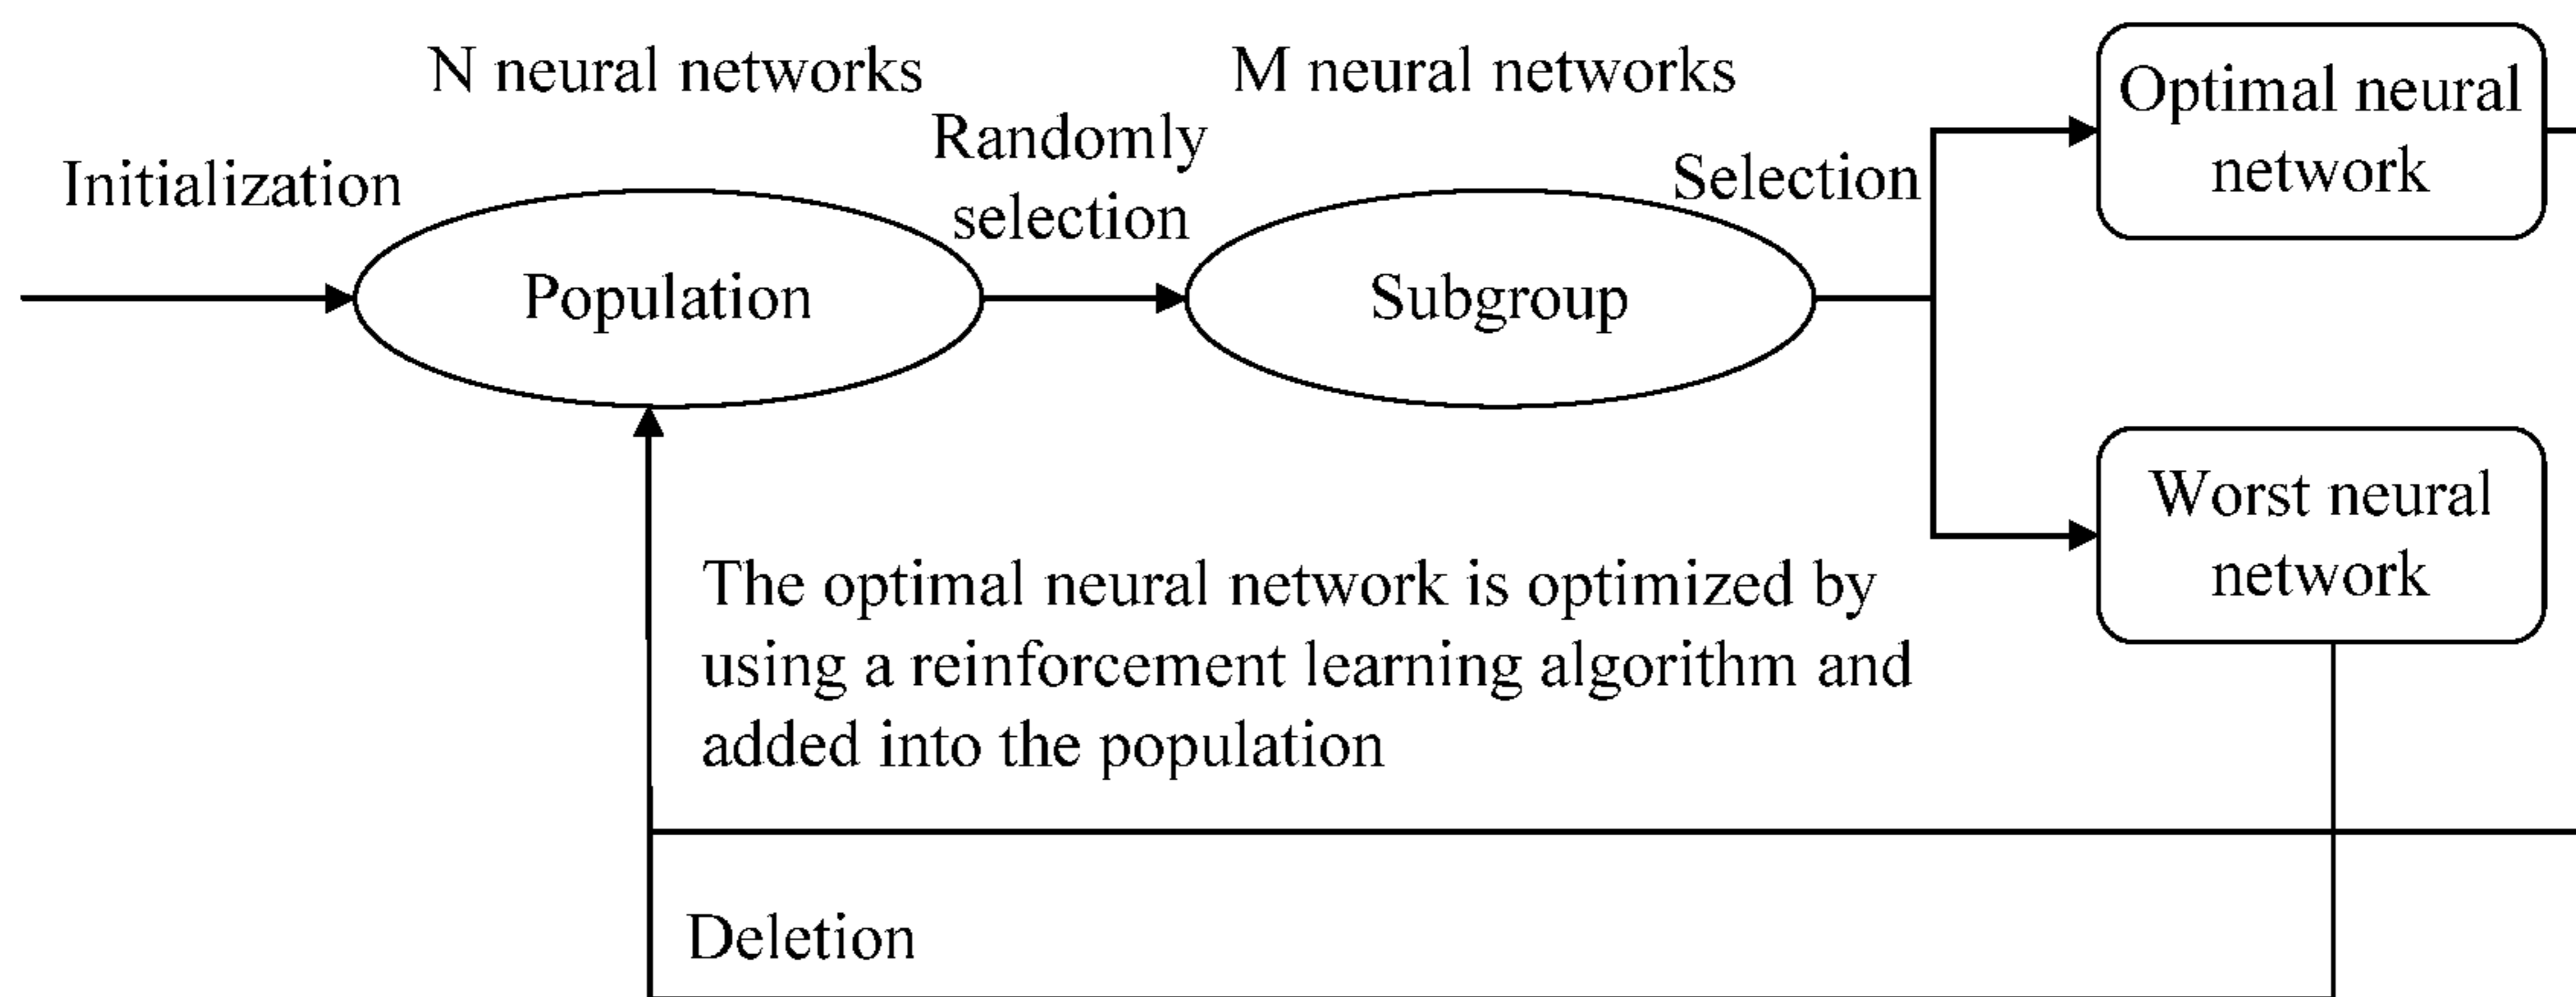 N neural networks
M neural networks
Initialization
Randomly
selection
Selection
Optimal neural
network
Population
Subgroup
Worst neural
network
The optimal neural network is optimized by
using a reinforcement learning algorithm and
added into the population
Deletion